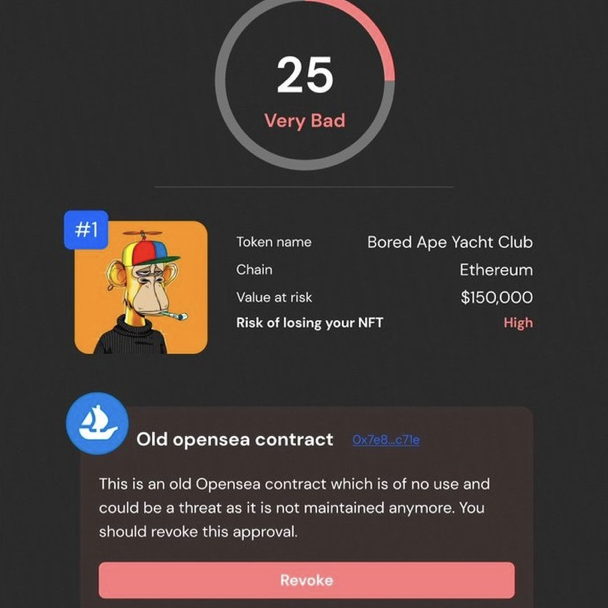 25
Very Bad
#1
Token name Bored Ape Yacht Club
Chain Ethereum
Value at risk $150,000
Risk of losing your NFT High
Old opensea contract 0x7e8...c71e
This is an old Opensea contract which is of no use and
could be a threat as it is not maintained anymore. You
should revoke this approval.
Revoke